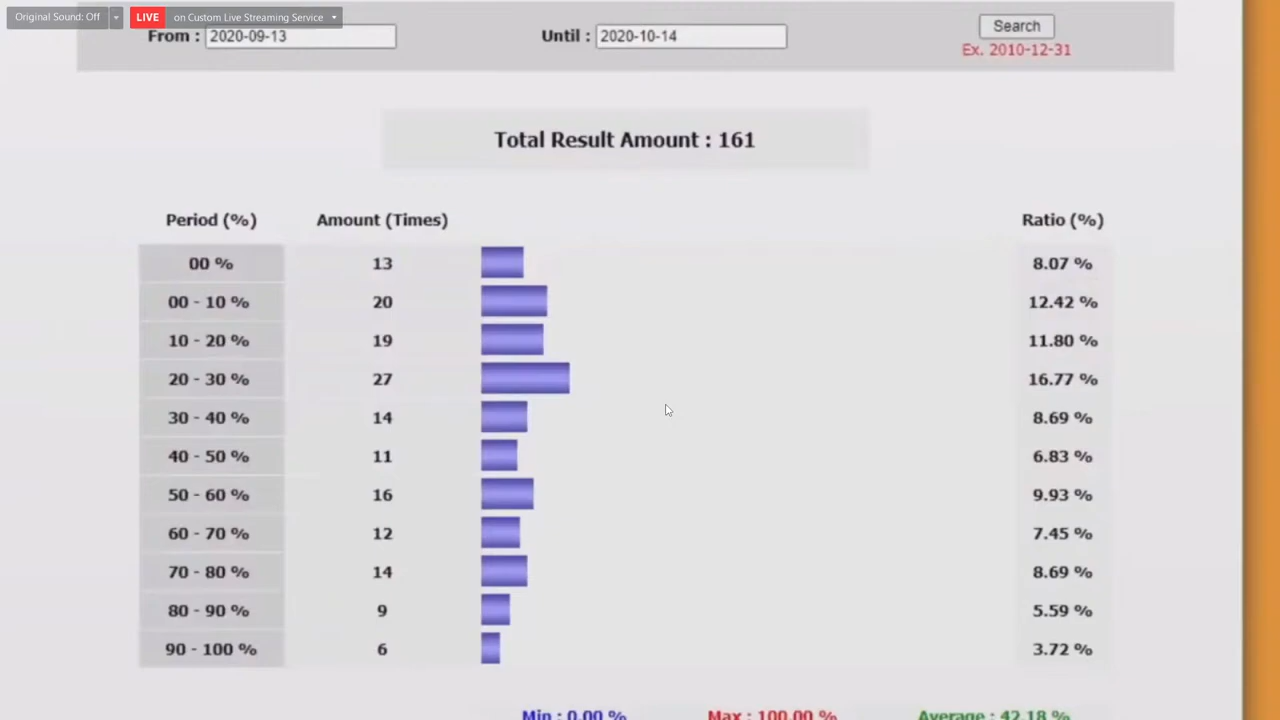 Original Sound: Off LIVE on Custom Live Streaming Service
From : 2020-09-13 Until : 2020-10-14 Search
Ex. 2010-12-31
Total Result Amount : 161
Period (%) Amount (Times) Ratio (%)
00 % 13 8.07 %
00 - 10 % 20 12.42 %
10 - 20 % 19 11.80 %
20 - 30 % 27 16.77 %
30 - 40 % 14 8.69 %
40 - 50 % 11 6.83 %
50 - 60 % 16 9.93 %
60 - 70 % 12 7.45 %
70 - 80 % 14 8.69 %
80 - 90 % 9 5.59 %
90 - 100 % 6 3.72 %
Min : 0.00 % Max : 100.00 % Average : 42.18 %